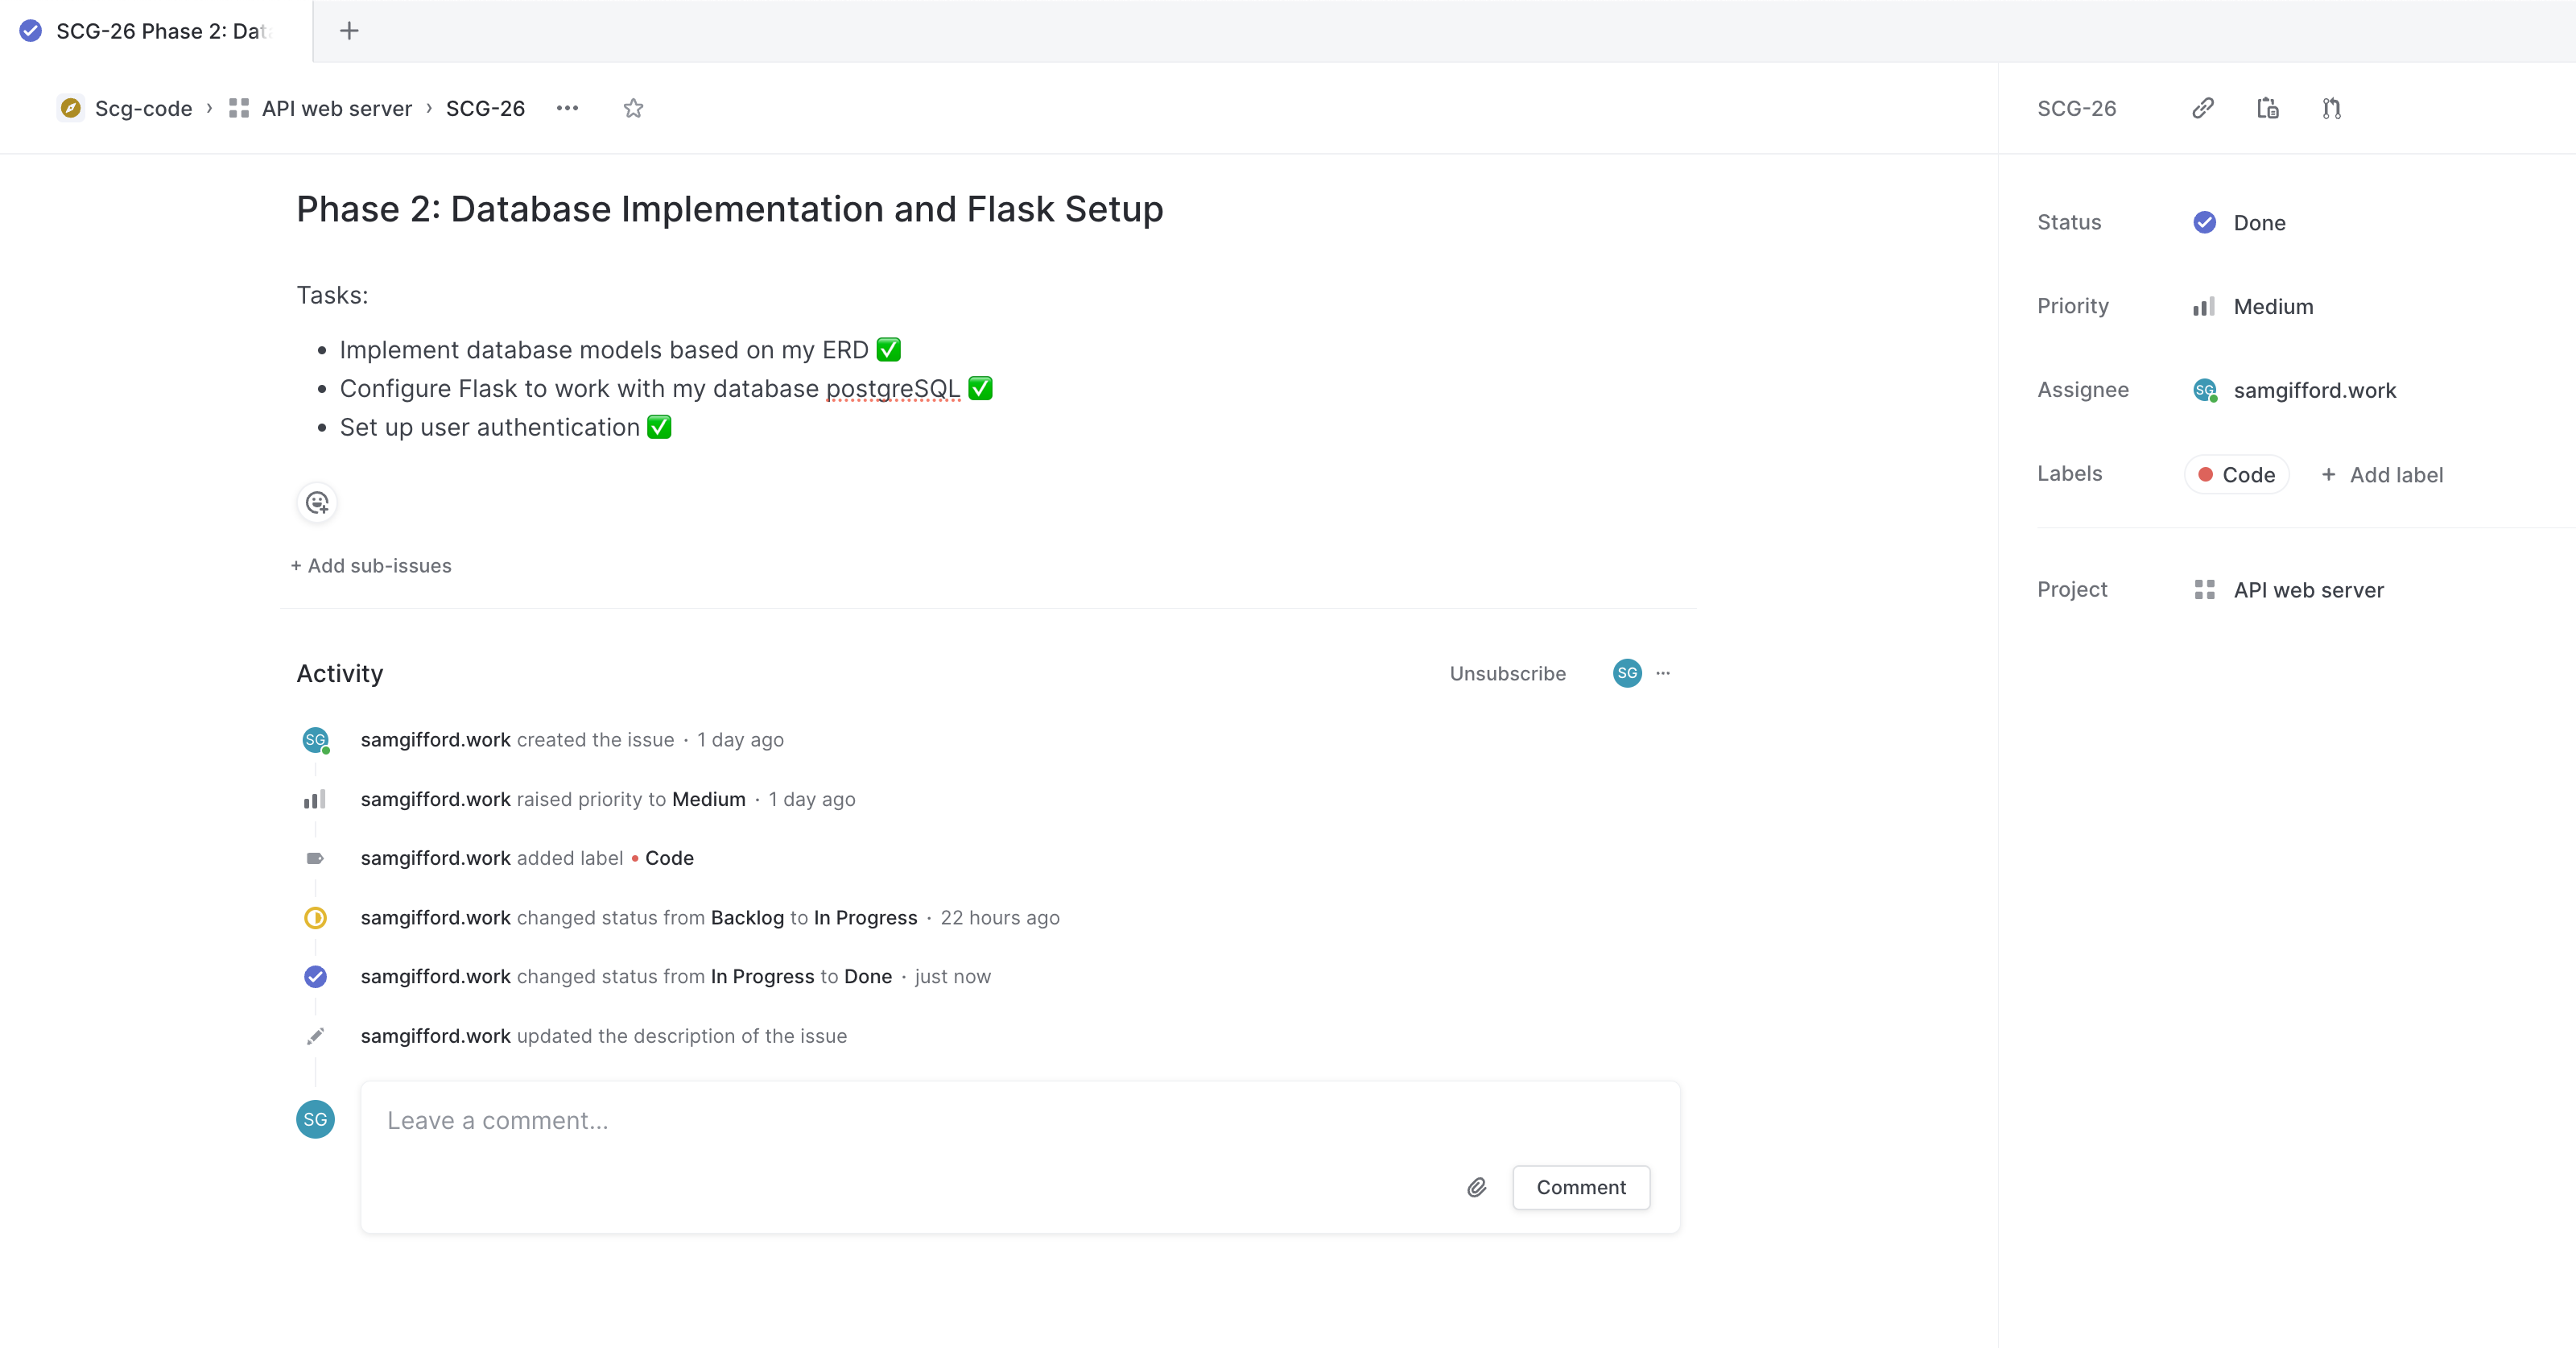 SCG-26 Phase 2: Dat
Scg-code › API web server › SCG-26
SCG-26
Phase 2: Database Implementation and Flask Setup
Tasks:
• Implement database models based on my ERD ✅
• Configure Flask to work with my database postgreSQL ✅
• Set up user authentication ✅
+ Add sub-issues
Activity
Unsubscribe SG ...
SG samgifford.work created the issue · 1 day ago
samgifford.work raised priority to Medium · 1 day ago
samgifford.work added label • Code
samgifford.work changed status from Backlog to In Progress · 22 hours ago
samgifford.work changed status from In Progress to Done · just now
samgifford.work updated the description of the issue
SG
Leave a comment...
Comment
Status Done
Priority Medium
Assignee SG samgifford.work
Labels Code + Add label
Project API web server